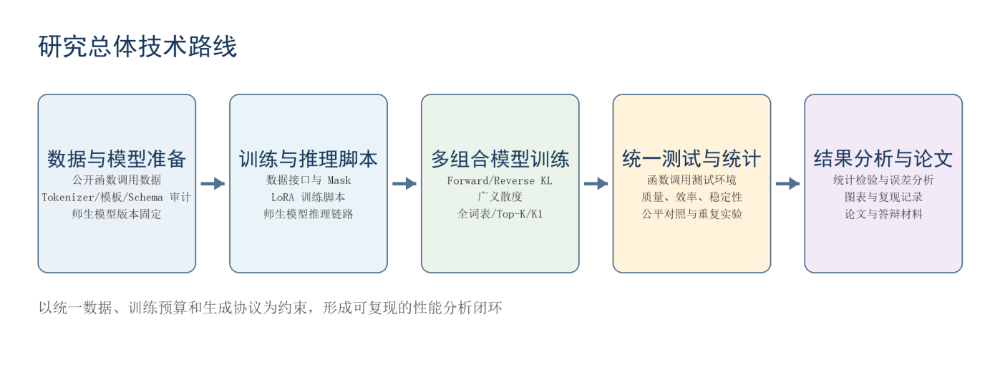 研究总体技术路线
数据与模型准备
公开函数调用数据
Tokenizer/模板/Schema 审计
师生模型版本固定
训练与推理脚本
数据接口与 Mask
LoRA 训练脚本
师生模型推理链路
多组合模型训练
Forward/Reverse KL
广义散度
全词表/Top-K/K1
统一测试与统计
函数调用测试环境
质量、效率、稳定性
公平对照与重复实验
结果分析与论文
统计检验与误差分析
图表与复现记录
论文与答辩材料
以统一数据、训练预算和生成协议为约束，形成可复现的性能分析闭环